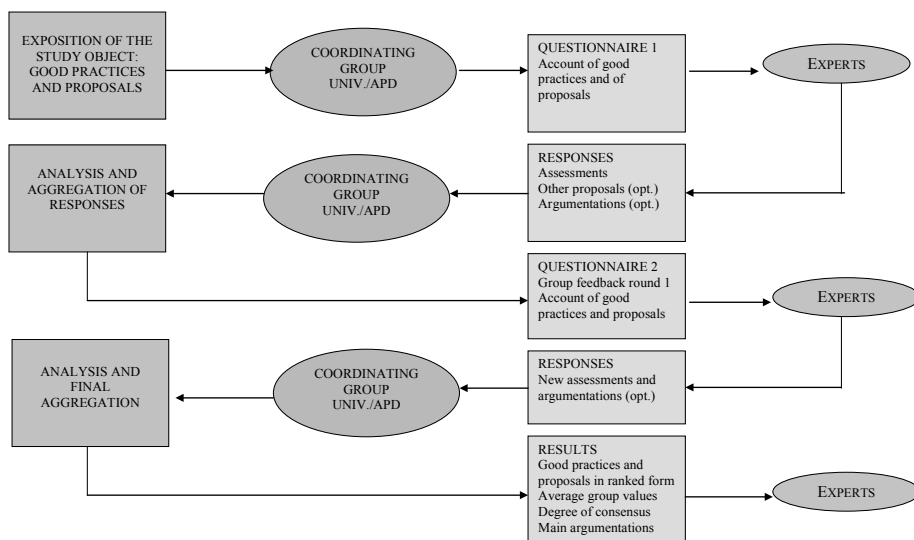 EXPOSITION OF THE
STUDY OBJECT:
GOOD PRACTICES
AND PROPOSALS
COORDINATING
GROUP
UNIV./APD
QUESTIONNAIRE 1
Account of good
practices and of
proposals
EXPERTS
ANALYSIS AND
AGGREGATION OF
RESPONSES
COORDINATING
GROUP
UNIV./APD
RESPONSES
Assessments
Other proposals (opt.)
Argumentations (opt.)
QUESTIONNAIRE 2
Group feedback round 1
Account of good
practices and proposals
EXPERTS
ANALYSIS AND
FINAL
AGGREGATION
COORDINATING
GROUP
UNIV./APD
RESPONSES
New assessments and
argumentations (opt.)
RESULTS
Good practices and
proposals in ranked form
Average group values
Degree of consensus
Main argumentations
EXPERTS